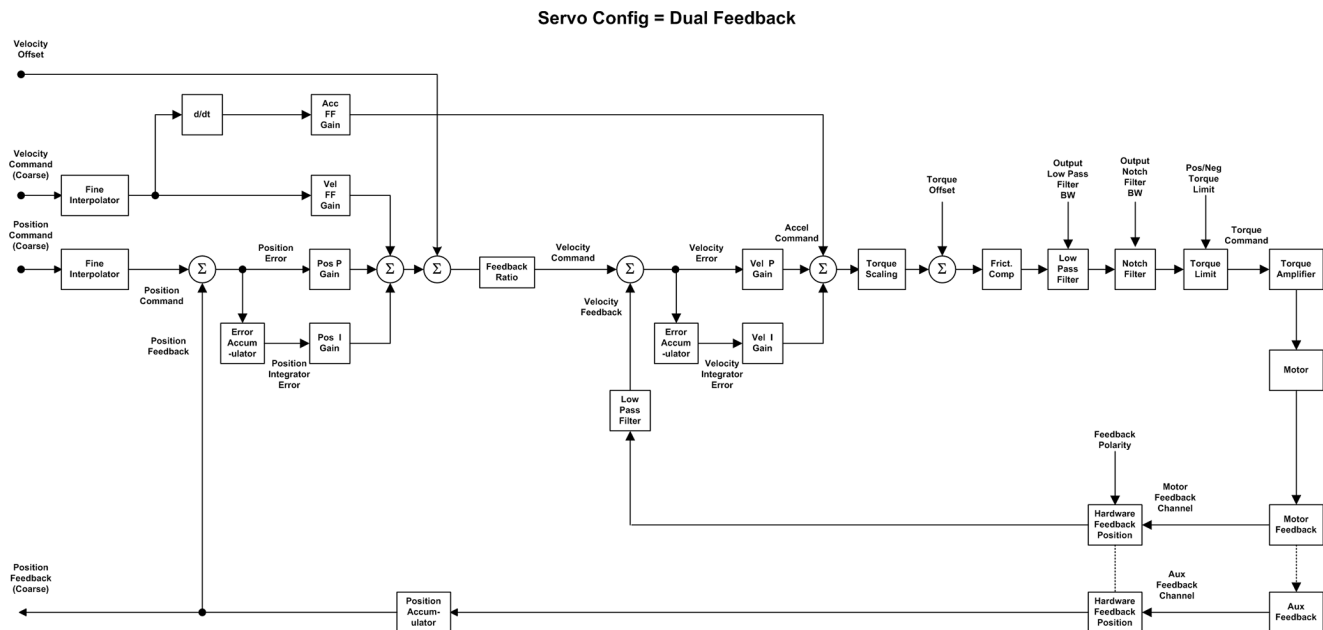 Servo Config = Dual Feedback
Velocity
Offset
d/dt
Acc
FF
Gain
Velocity
Command
(Coarse)
Fine
Interpolator
Vel
FF
Gain
Torque
Offset
Output
Low Pass
Filter
BW
Output
Notch
Filter
BW
Pos/Neg
Torque
Limit
Position
Command
(Coarse)
Fine
Interpolator
Position
Command
Σ
Position
Error
Pos P
Gain
Σ
Σ
Feedback
Ratio
Velocity
Command
Σ
Velocity
Error
Vel P
Gain
Accel
Command
Σ
Torque
Scaling
Σ
Frict.
Comp
Low
Pass
Filter
Notch
Filter
Torque
Limit
Torque
Command
Torque
Amplifier
Position
Feedback
Error
Accum
-ulator
Position
Integrator
Error
Pos I
Gain
Velocity
Feedback
Error
Accum
-ulator
Velocity
Integrator
Error
Vel I
Gain
Motor
Low
Pass
Filter
Feedback
Polarity
Hardware
Feedback
Position
Motor
Feedback
Channel
Motor
Feedback
Position
Feedback
(Coarse)
Position
Accum-
ulator
Hardware
Feedback
Position
Aux
Feedback
Channel
Aux
Feedback